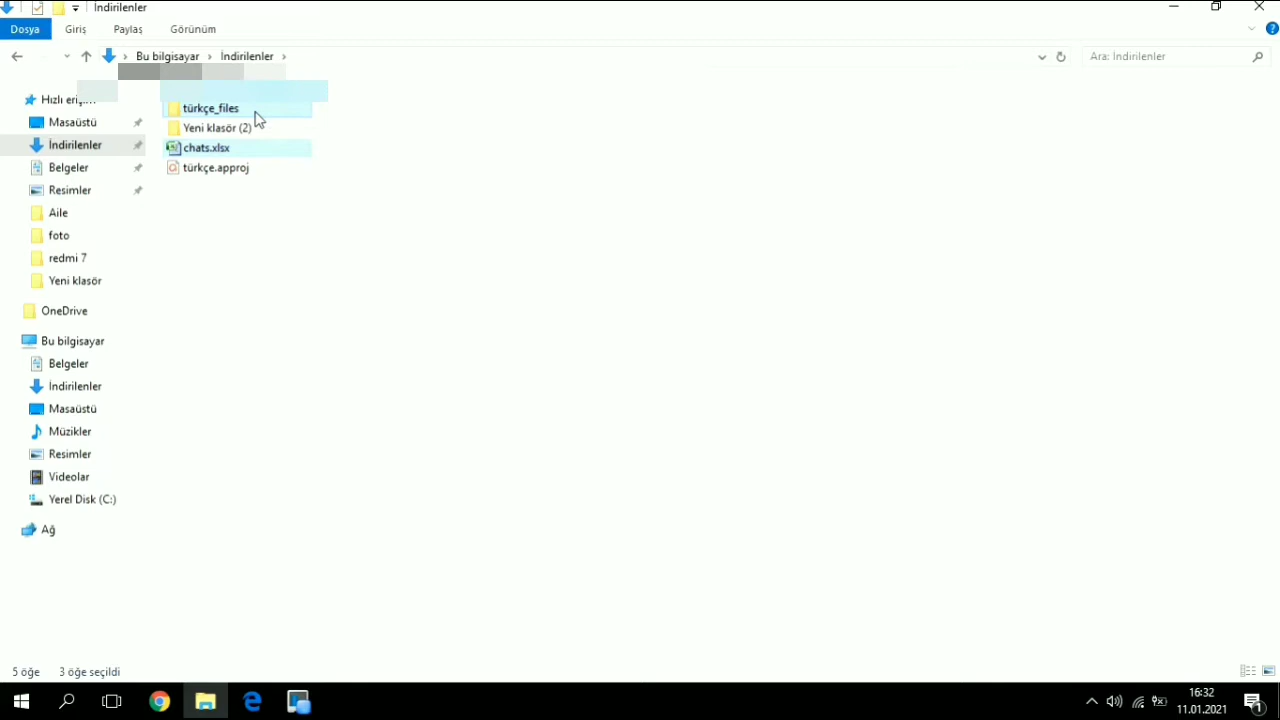 İndirilenler
Dosya Giriş Paylaş Görünüm
Bu bilgisayar İndirilenler Ara: İndirilenler
Hızlı erişim
Masaüstü
İndirilenler
Belgeler
Resimler
Aile
foto
redmi 7
Yeni klasör
OneDrive
Bu bilgisayar
Belgeler
İndirilenler
Masaüstü
Müzikler
Resimler
Videolar
Yerel Disk (C:)
Ağ
türkçe_files
Yeni klasör (2)
chats.xlsx
türkçe.approj
5 öğe 3 öğe seçildi
16:32
11.01.2021
1